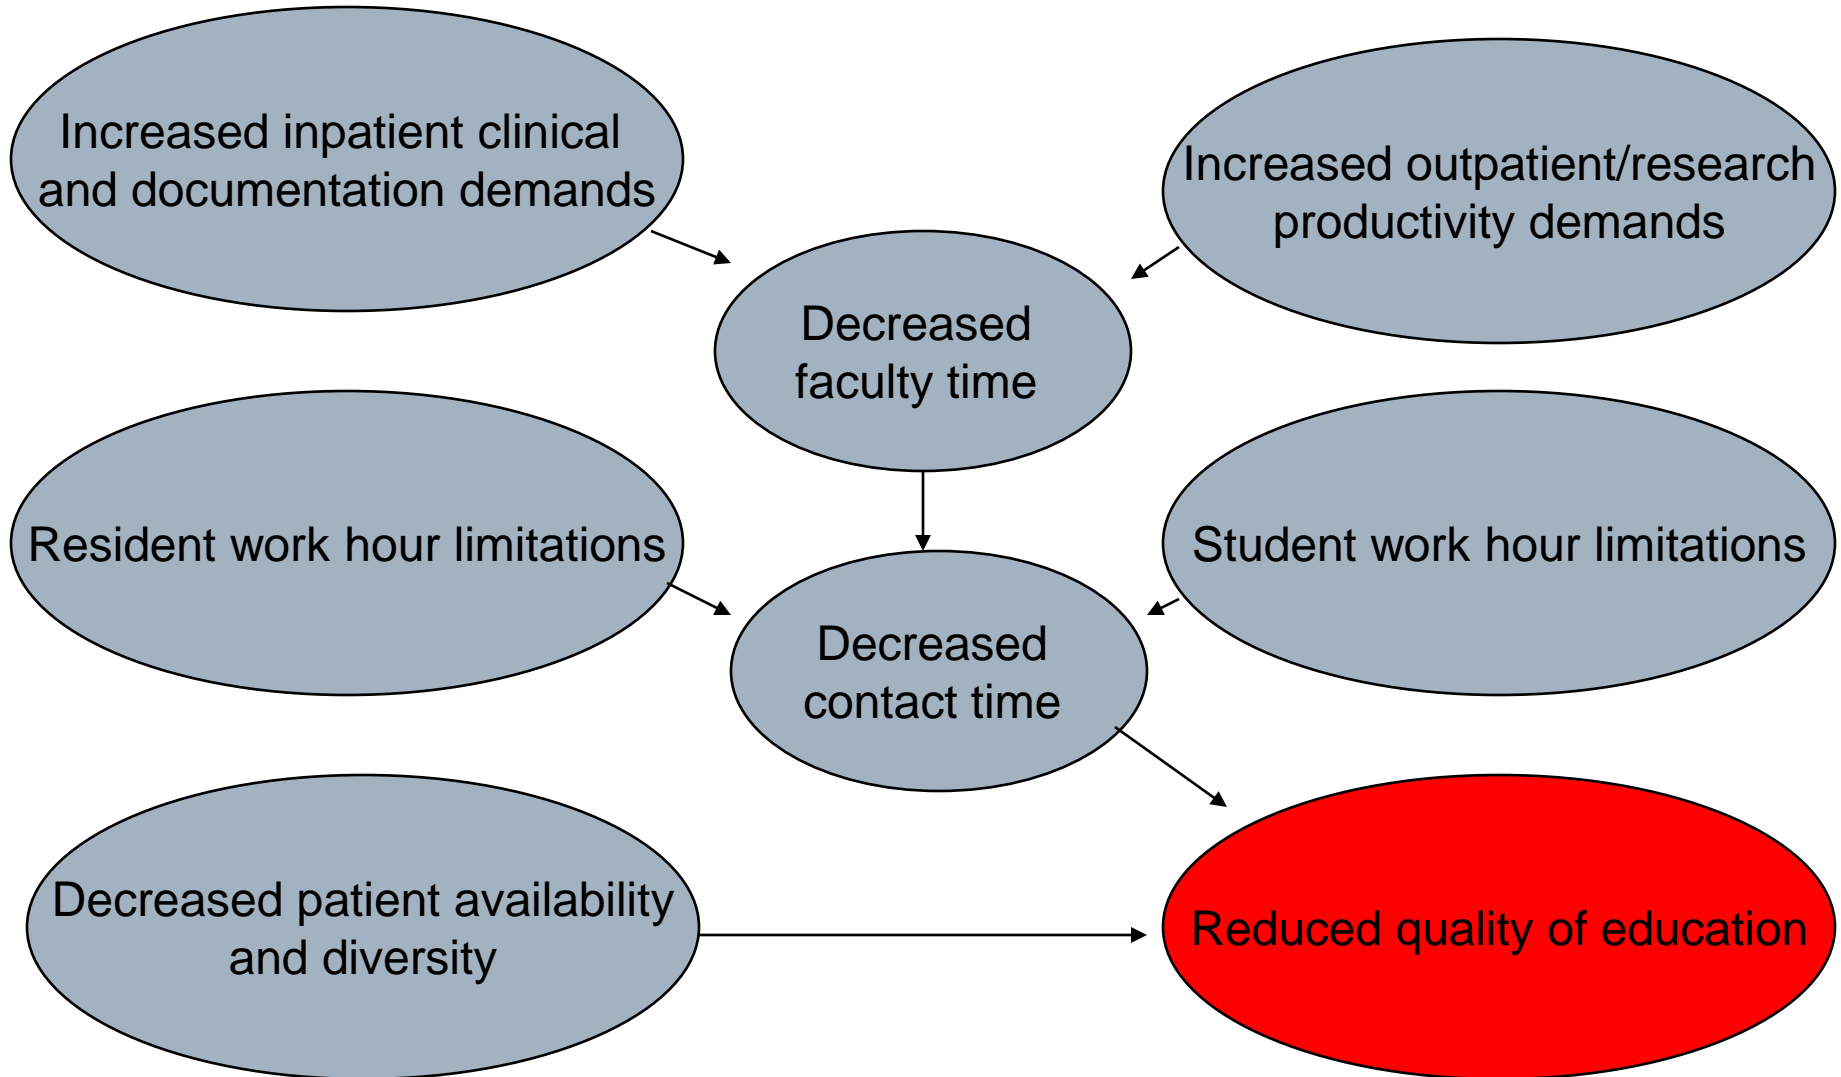 Increased inpatient clinical
and documentation demands
Increased outpatient/research
productivity demands
Decreased
faculty time
Resident work hour limitations
Student work hour limitations
Decreased
contact time
Decreased patient availability
and diversity
Reduced quality of education